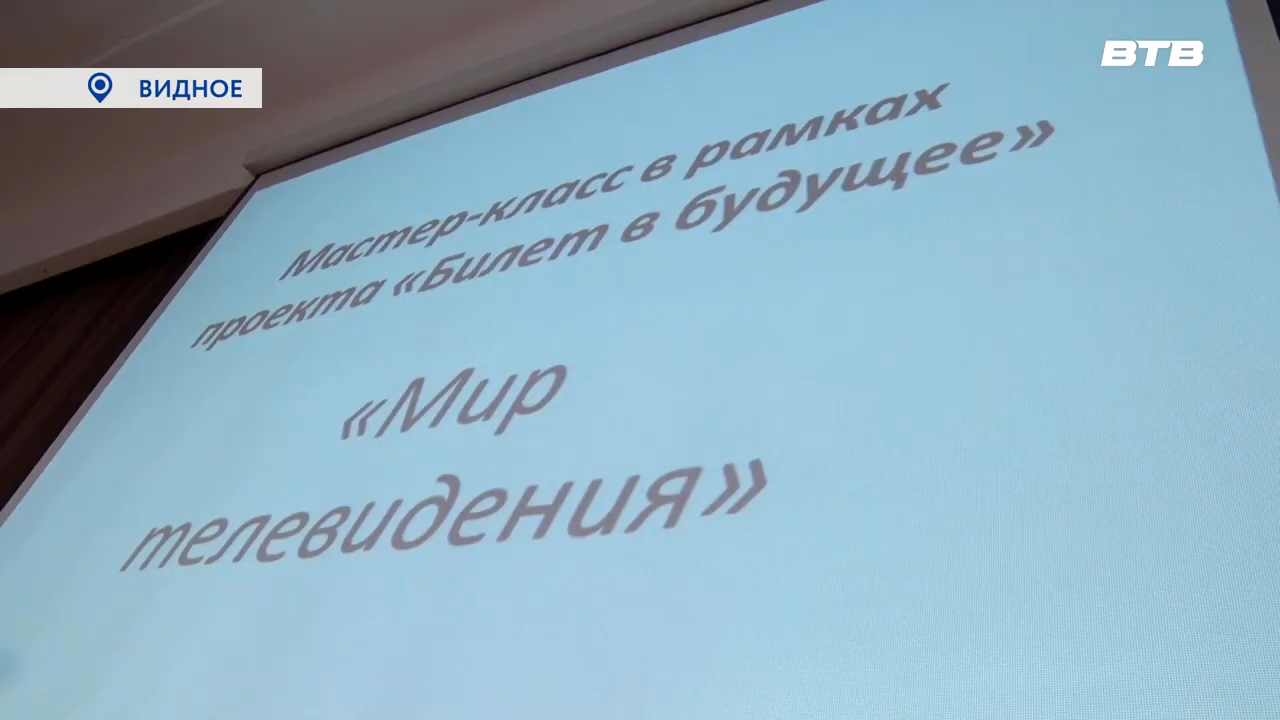 ВИДНОЕ
ВТВ
Мастер-класс в рамках
проекта «Билет в будущее»
«Мир
телевидения»